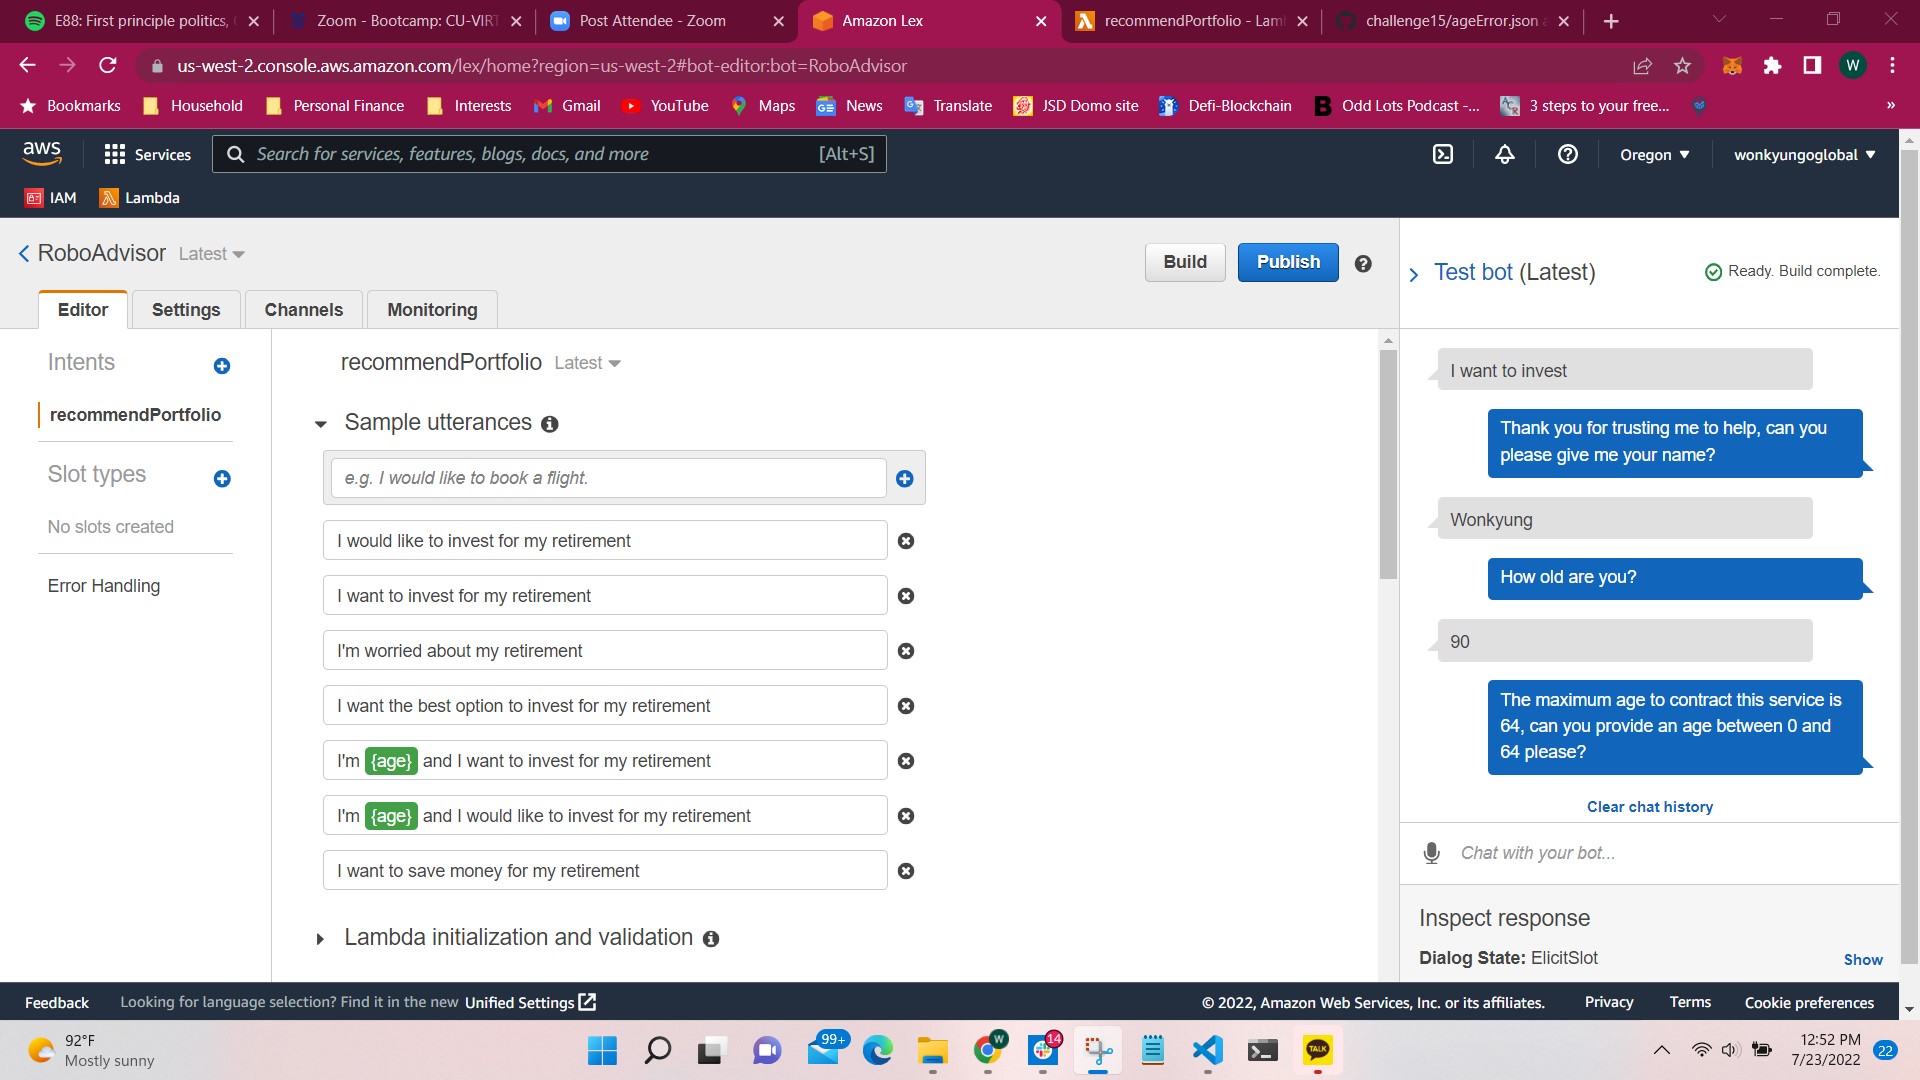 E88: First principle politics,
Zoom - Bootcamp: CU-VIRT
Post Attendee - Zoom
Amazon Lex
recommendPortfolio - Lam
challenge15/ageError.json
us-west-2.console.aws.amazon.com/lex/home?region=us-west-2#bot-editor:bot=RoboAdvisor
W
Bookmarks
Household
Personal Finance
Interests
Gmail
YouTube
Maps
News
Translate
JSD Domo site
Defi-Blockchain
Odd Lots Podcast -...
3 steps to your free...
»
aws
Services
Search for services, features, blogs, docs, and more
[Alt+S]
Oregon
wonkyungoglobal
IAM
Lambda
RoboAdvisor
Latest
Build
Publish
Editor
Settings
Channels
Monitoring
Intents
recommendPortfolio
Slot types
No slots created
Error Handling
recommendPortfolio
Latest
Sample utterances
e.g. I would like to book a flight.
I would like to invest for my retirement
I want to invest for my retirement
I'm worried about my retirement
I want the best option to invest for my retirement
I'm {age} and I want to invest for my retirement
I'm {age} and I would like to invest for my retirement
I want to save money for my retirement
Lambda initialization and validation
Test bot (Latest)
Ready. Build complete.
I want to invest
Thank you for trusting me to help, can you
please give me your name?
Wonkyung
How old are you?
90
The maximum age to contract this service is
64, can you provide an age between 0 and
64 please?
Clear chat history
Chat with your bot...
Inspect response
Dialog State: ElicitSlot
Show
Feedback
Looking for language selection? Find it in the new Unified Settings
© 2022, Amazon Web Services, Inc. or its affiliates.
Privacy
Terms
Cookie preferences
92°F
Mostly sunny
99+
W
14
TALK
12:52 PM
7/23/2022
22